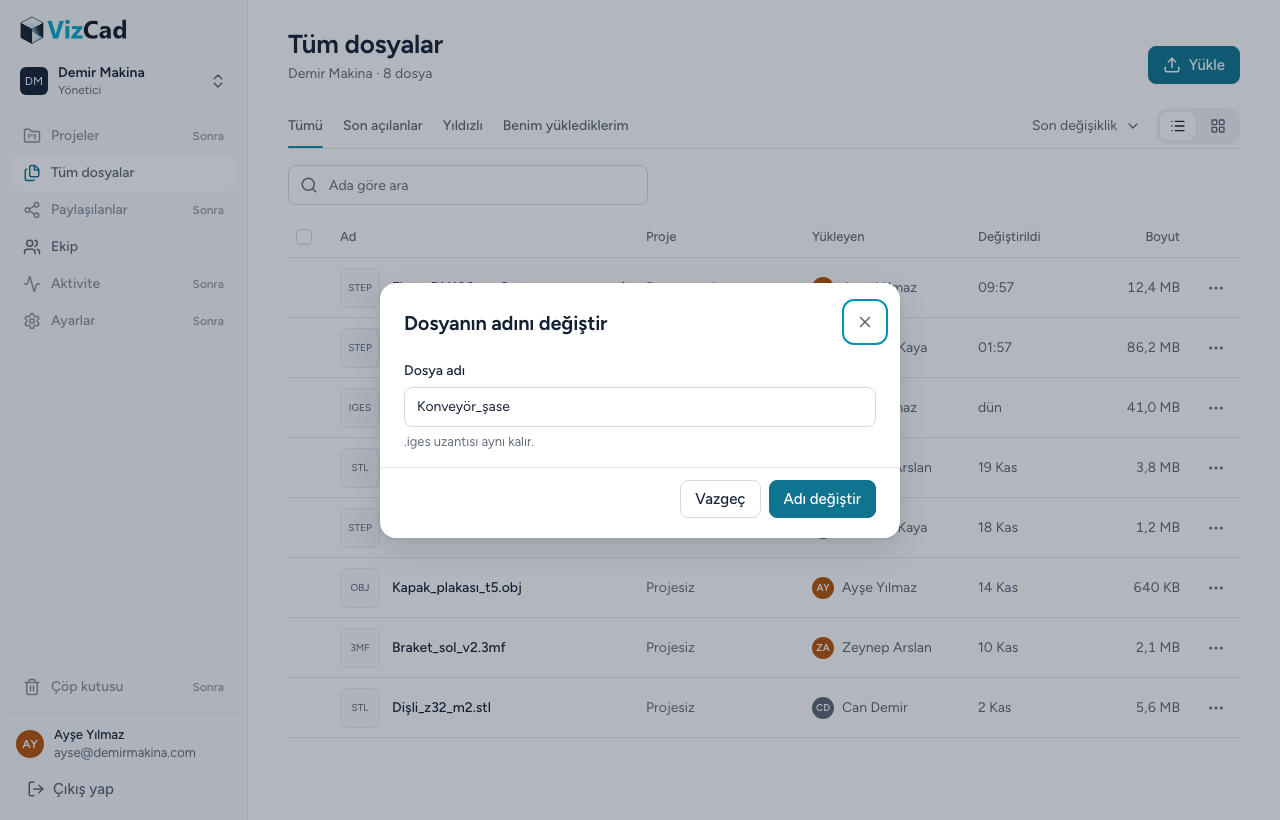 VizCad
DM
Demir Makina
Yönetici
Projeler Sonra
Tüm dosyalar
Paylaşılanlar Sonra
Ekip
Aktivite Sonra
Ayarlar Sonra
Çöp kutusu Sonra
AY
Ayşe Yılmaz
ayse@demirmakina.com
Çıkış yap
Tüm dosyalar
Demir Makina · 8 dosya
Yükle
Tümü Son açılanlar Yıldızlı Benim yüklediklerim Son değişiklik
Ada göre ara
Ad Proje Yükleyen Değiştirildi Boyut
STEP 09:57 12,4 MB
STEP Kaya 01:57 86,2 MB
IGES dün 41,0 MB
STL Arslan 19 Kas 3,8 MB
STEP Kaya 18 Kas 1,2 MB
OBJ Kapak_plakası_t5.obj Projesiz AY Ayşe Yılmaz 14 Kas 640 KB
3MF Braket_sol_v2.3mf Projesiz ZA Zeynep Arslan 10 Kas 2,1 MB
STL Dişli_z32_m2.stl Projesiz CD Can Demir 2 Kas 5,6 MB
Dosyanın adını değiştir
Dosya adı
Konveyör_şase
.iges uzantısı aynı kalır.
Vazgeç Adı değiştir